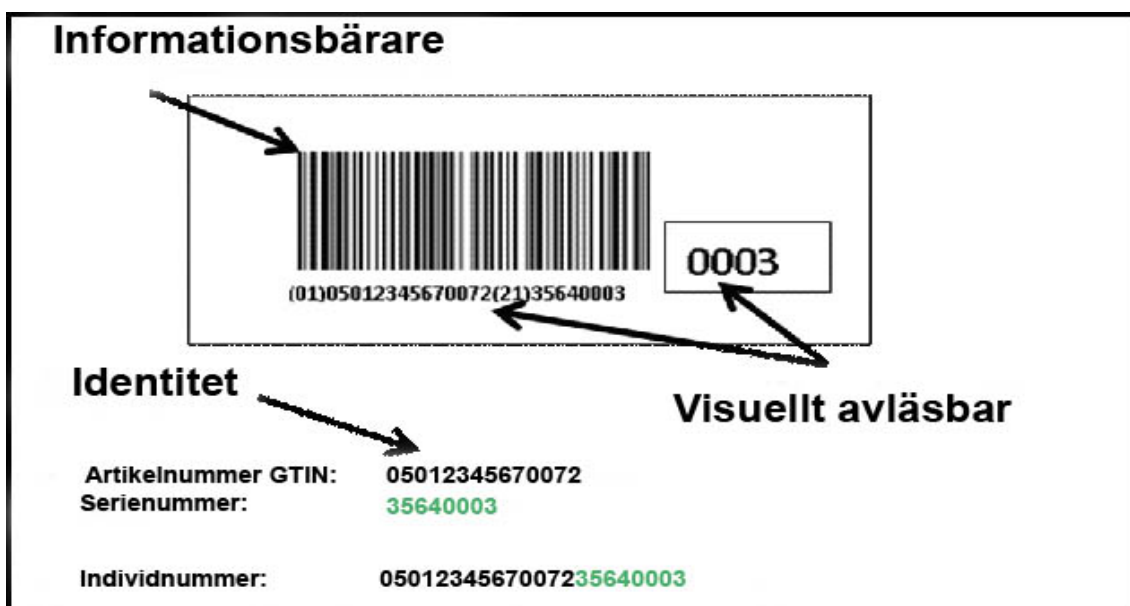 Informationsbärare
0003
(01)05012345670072(21)35640003
Identitet
Visuellt avläsbar
Artikelnummer GTIN: 05012345670072
Serienummer: 35640003
Individnummer: 0501234567007235640003